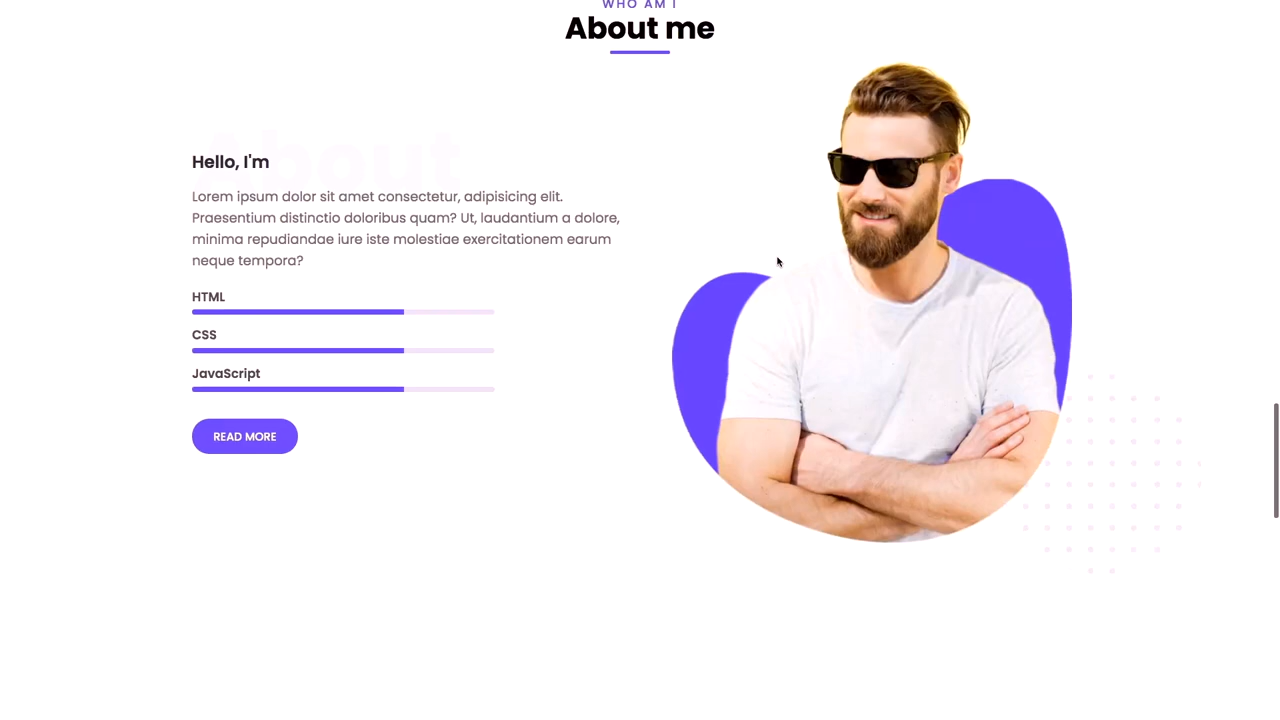 WHO AM I
About me
About
Hello, I'm
Lorem ipsum dolor sit amet consectetur, adipisicing elit.
Praesentium distinctio doloribus quam? Ut, laudantium a dolore,
minima repudiandae iure iste molestiae exercitationem earum
neque tempora?
HTML
CSS
JavaScript
READ MORE